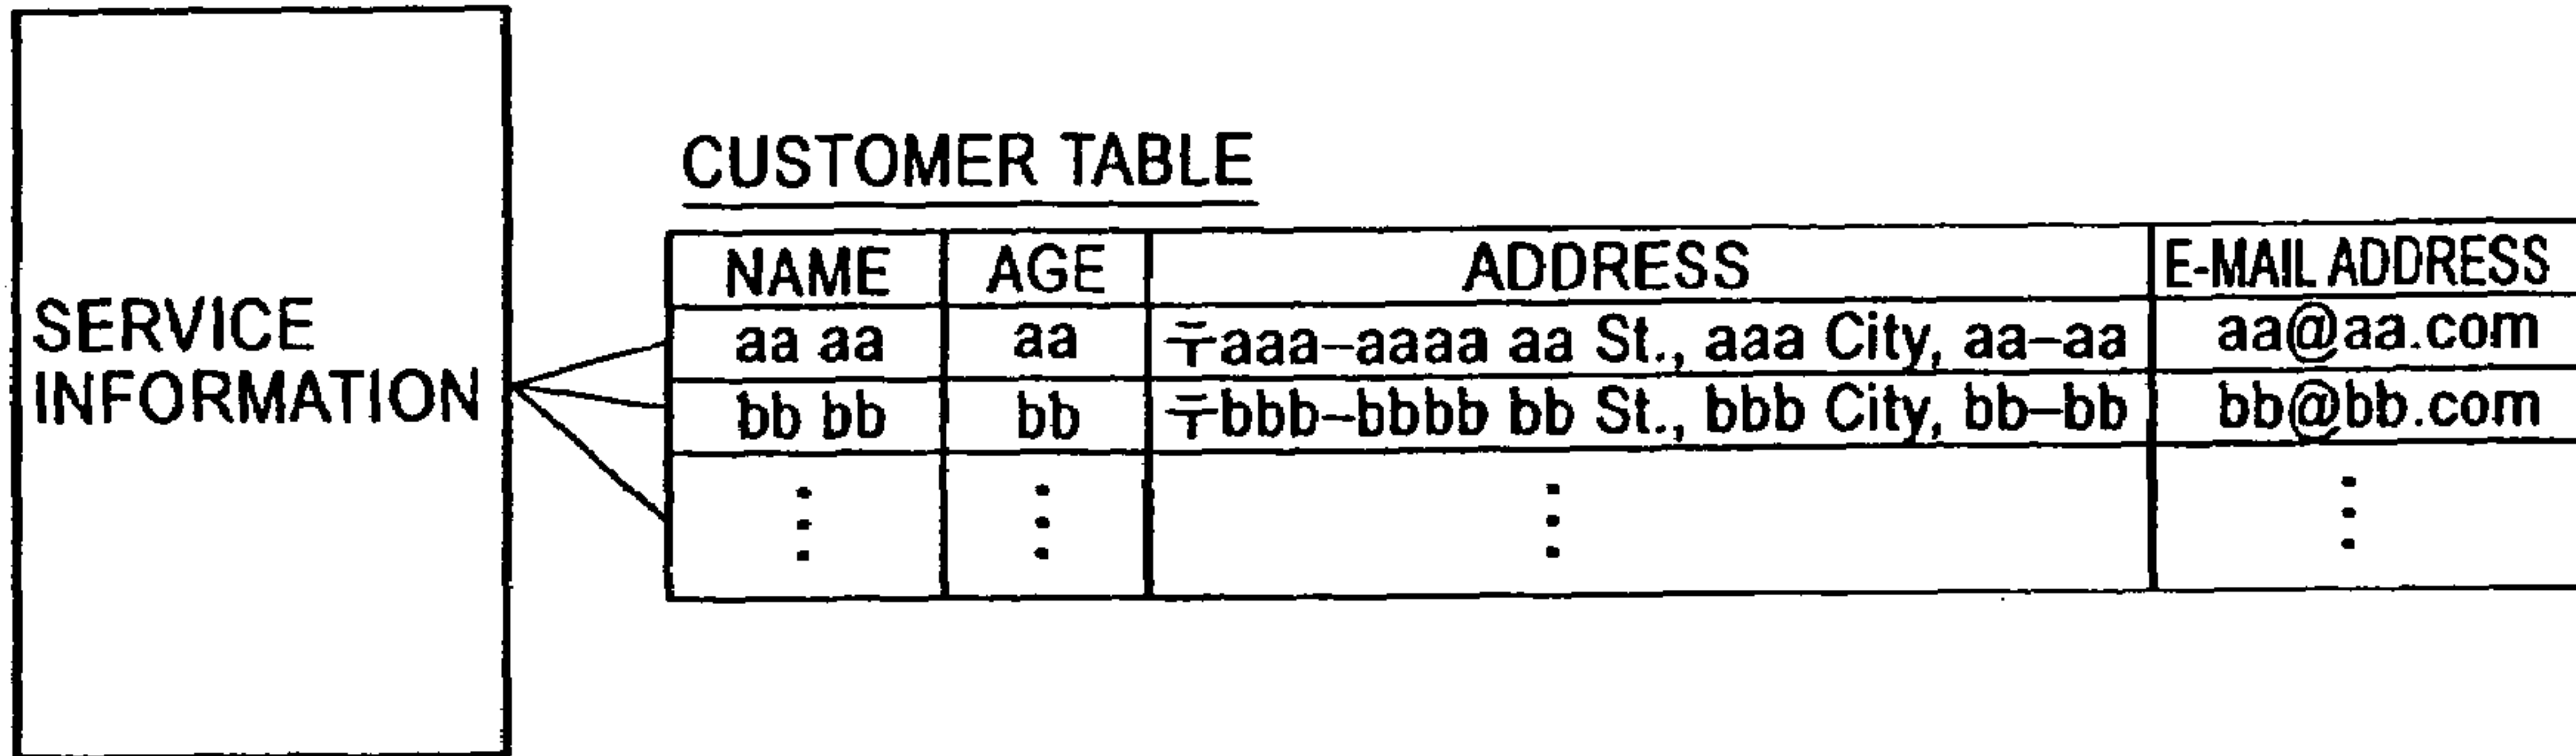 CUSTOMER TABLE
SERVICE
INFORMATION
NAME AGE ADDRESS E-MAIL ADDRESS
aa aa aa 〒aaa–aaaa aa St., aaa City, aa–aa aa@aa.com
bb bb bb 〒bbb–bbbb bb St., bbb City, bb–bb bb@bb.com